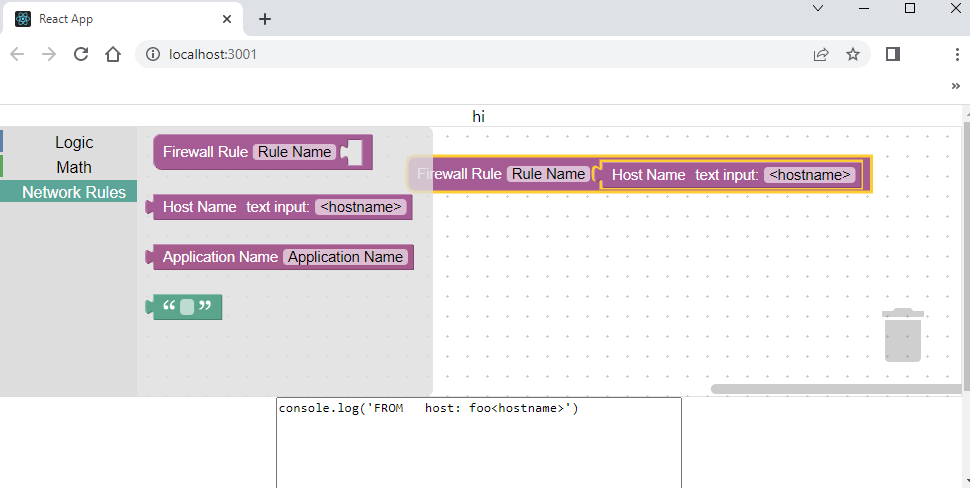 React App
localhost:3001
»
hi
Logic
Math
Network Rules
Firewall Rule Rule Name
Host Name text input: <hostname>
Application Name Application Name
“ ”
Firewall Rule Rule Name Host Name text input: <hostname>
console.log('FROM   host: foo<hostname>')